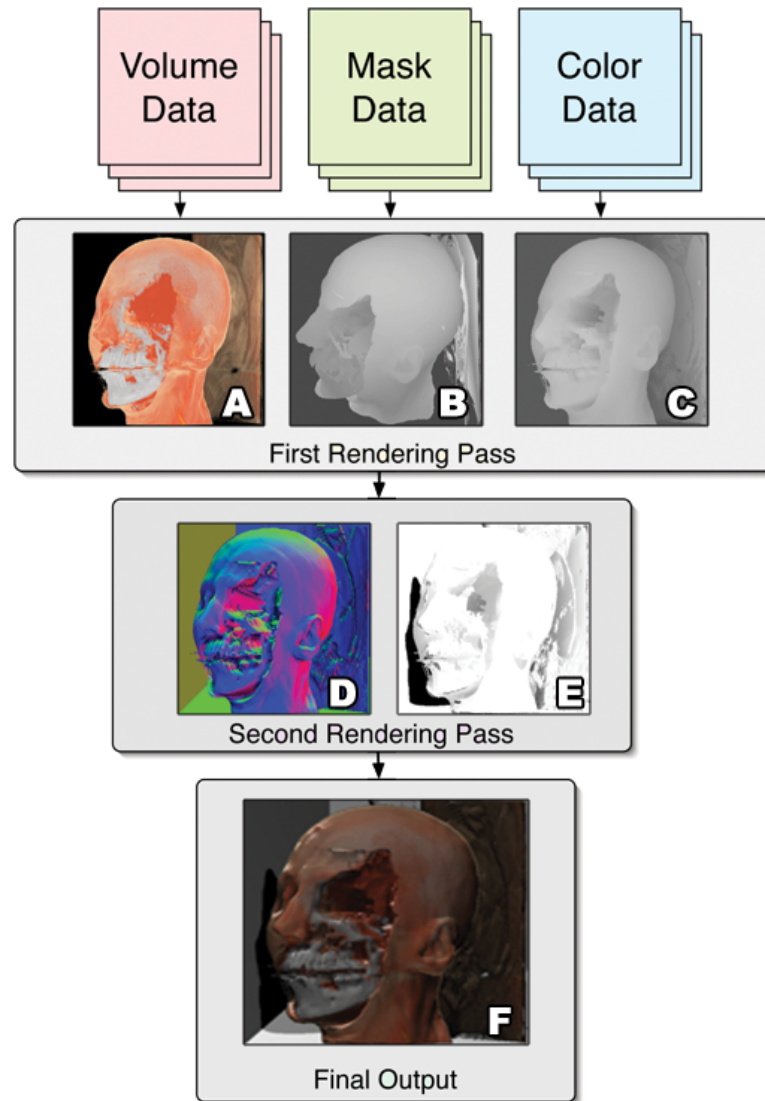 Volume
Data
Mask
Data
Color
Data
A
B
C
First Rendering Pass
D
E
Second Rendering Pass
F
Final Output